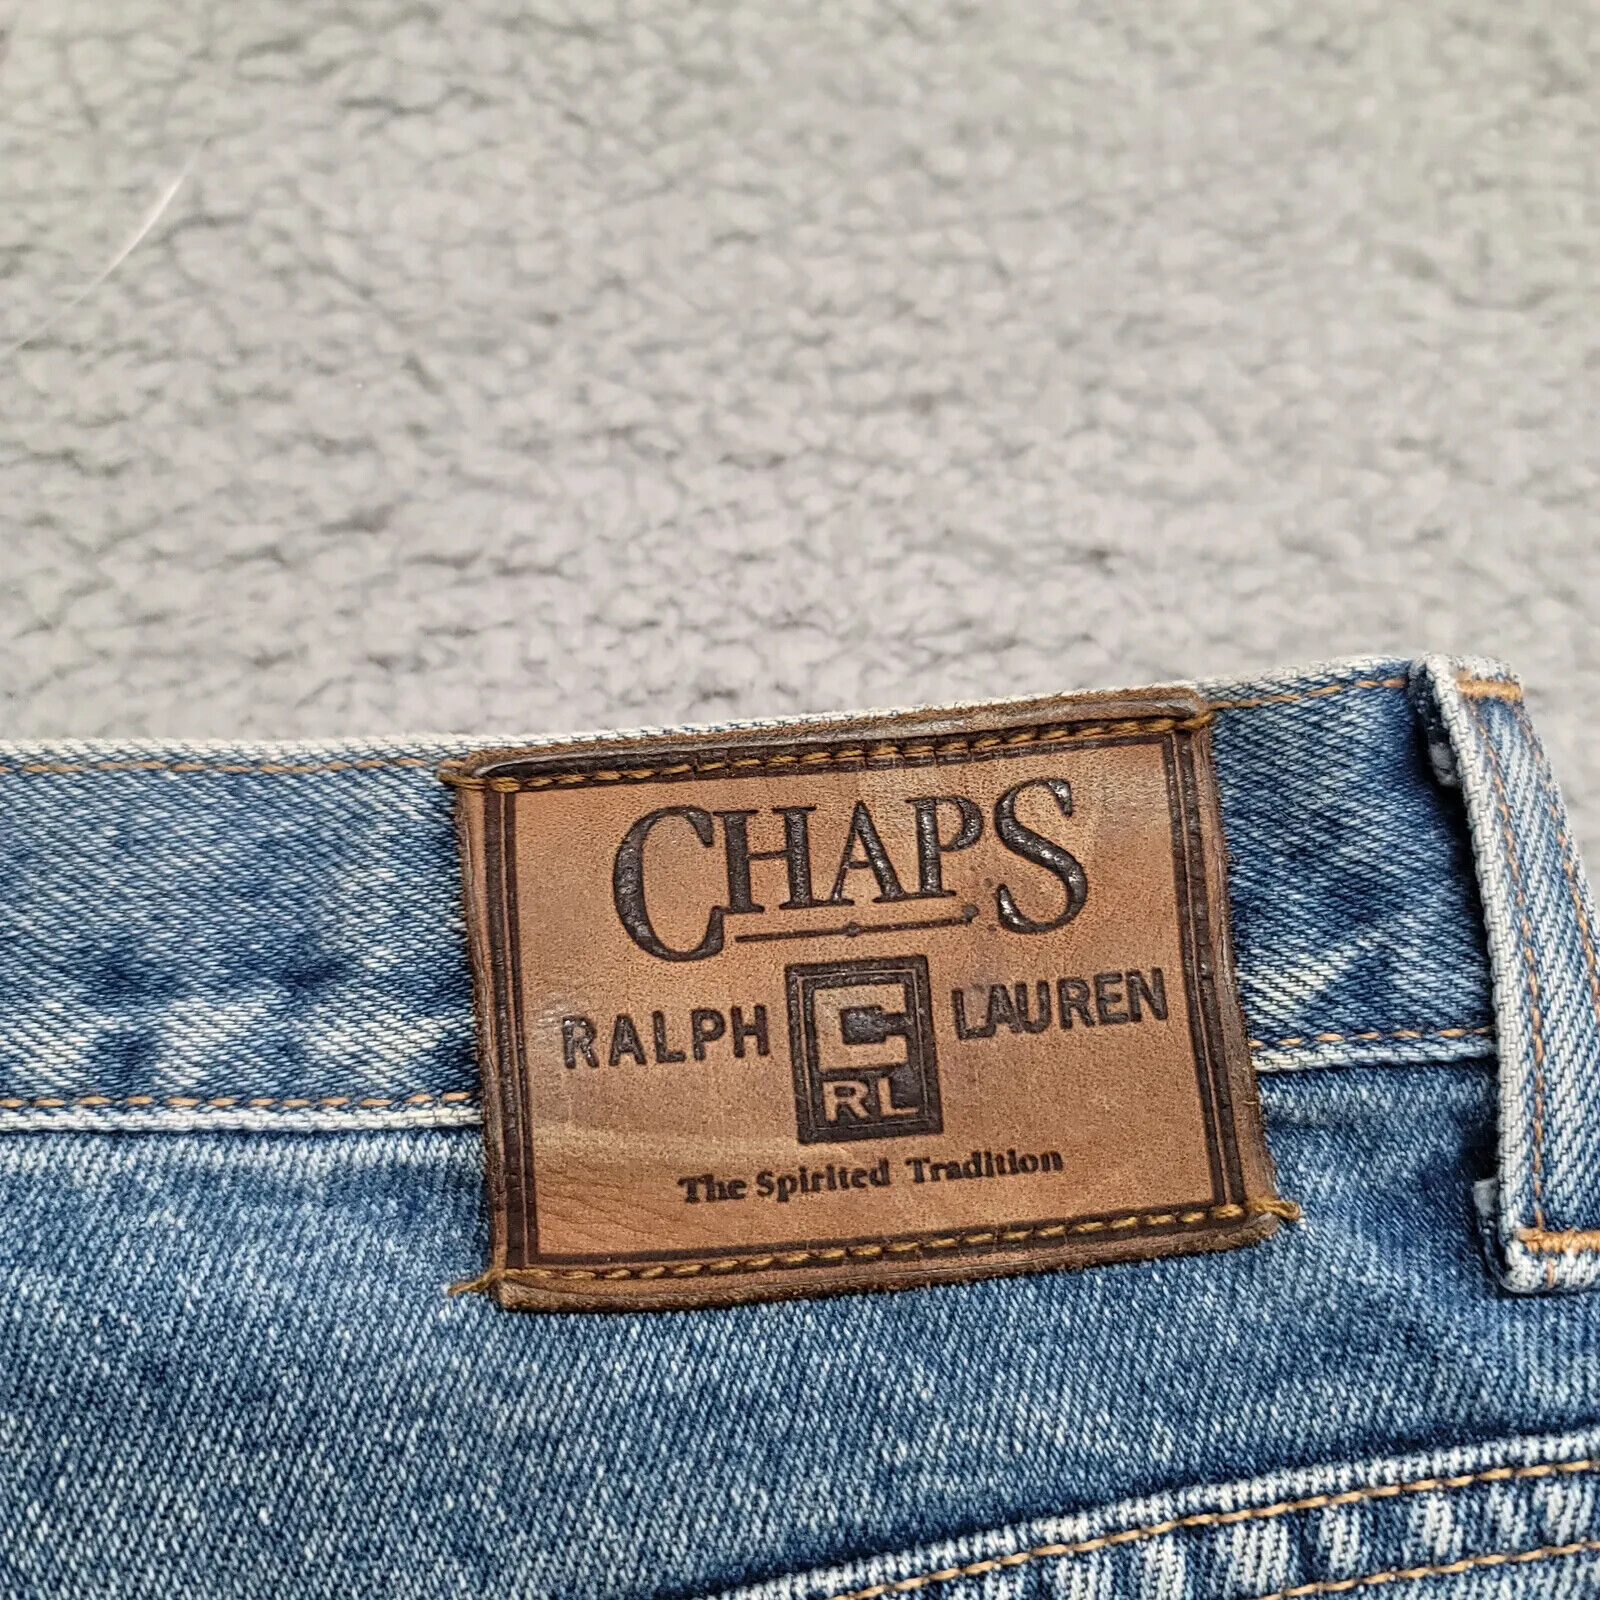 CHAPS
RALPH C LAUREN
RL
The Spirited Tradition